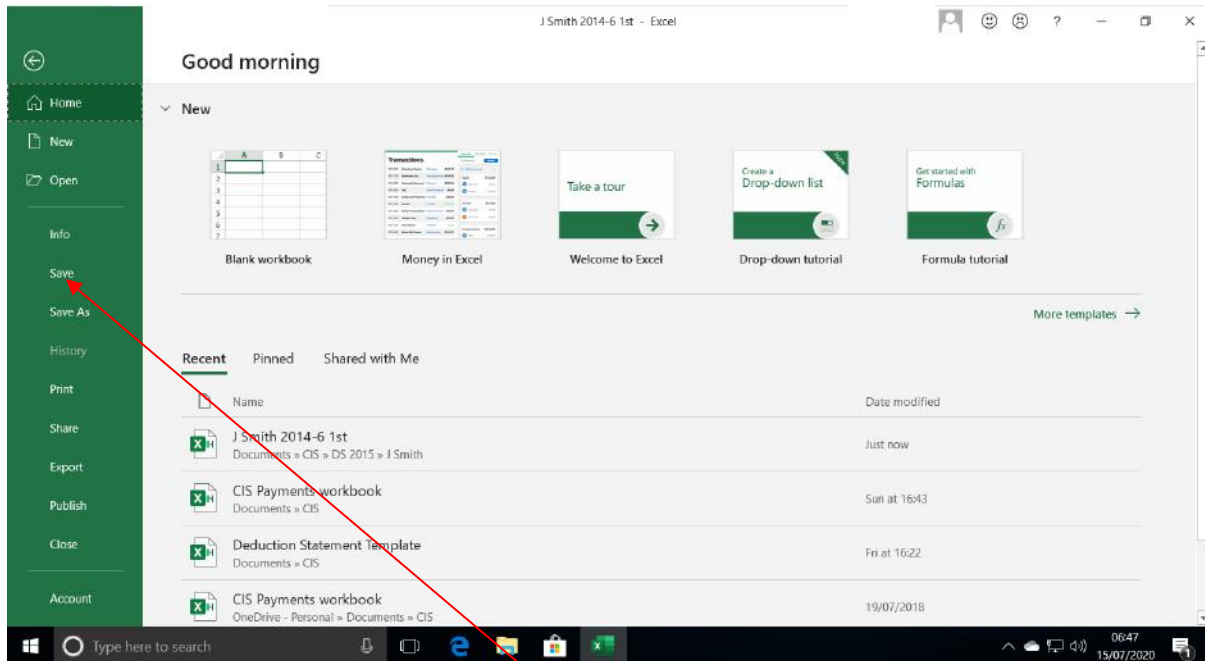 J Smith 2014-6 1st - Excel
?
Good morning
Home
New
Open
Info
Save
Save As
History
Print
Share
Export
Publish
Close
Account
New
A B C
1
2
3
4
5
6
7
Blank workbook
Transactions
Money in Excel
Take a tour
Welcome to Excel
New
Create a
Drop-down list
Drop-down tutorial
Get started with
Formulas
fx
Formula tutorial
More templates
Recent Pinned Shared with Me
Name Date modified
J Smith 2014-6 1st
Documents » CIS » DS 2015 » J Smith
Just now
CIS Payments workbook
Documents » CIS
Sun at 16:43
Deduction Statement Template
Documents » CIS
Fri at 16:22
CIS Payments workbook
OneDrive - Personal » Documents » CIS
19/07/2018
Type here to search
06:47
15/07/2020
1